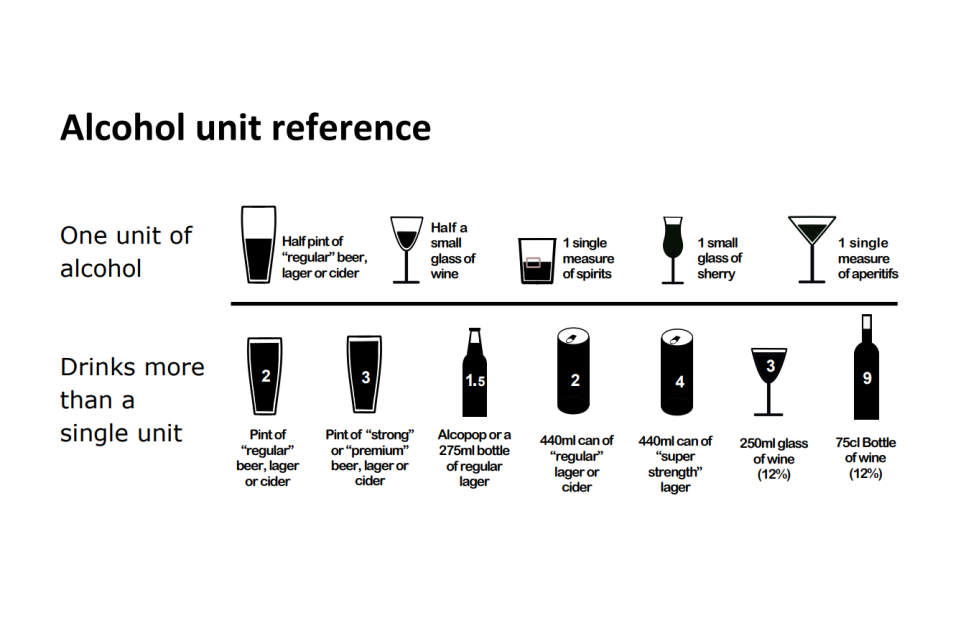 Alcohol unit reference
One unit of
alcohol
Half pint of
“regular” beer,
lager or cider
Half a
small
glass of
wine
1 single
measure
of spirits
1 small
glass of
sherry
1 single
measure
of aperitifs
Drinks more
than a
single unit
2
Pint of
“regular”
beer, lager
or cider
3
Pint of “strong”
or “premium”
beer, lager or
cider
1.5
Alcopop or a
275ml bottle
of regular
lager
2
440ml can of
“regular”
lager or
cider
4
440ml can of
“super
strength”
lager
3
250ml glass
of wine
(12%)
9
75cl Bottle
of wine
(12%)